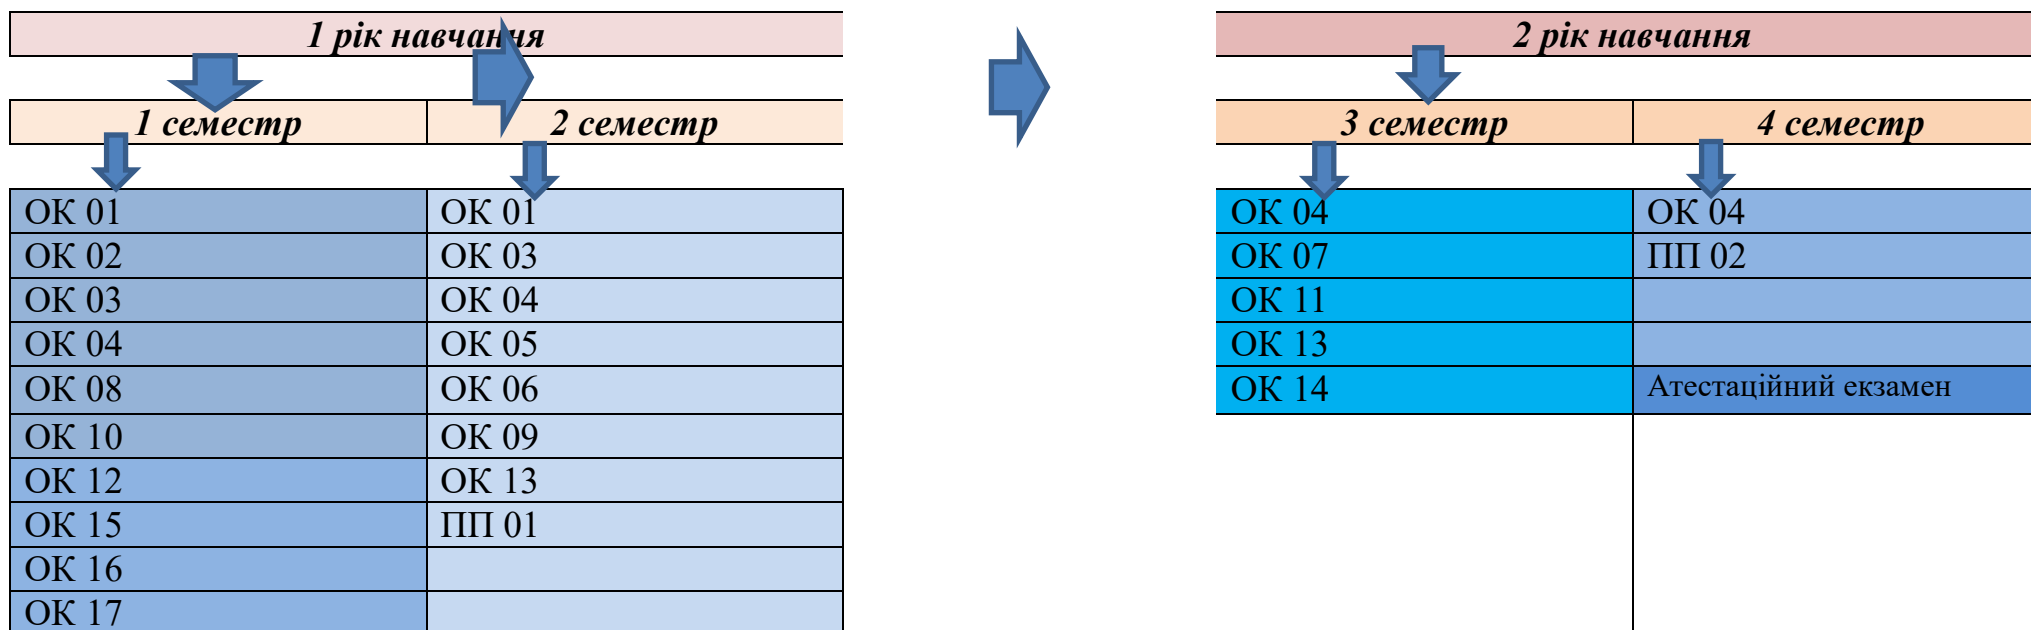 1 рік навчання
2 рік навчання
1 семестр
2 семестр
3 семестр
4 семестр
ОК 01
ОК 01
ОК 04
ОК 04
ОК 02
ОК 03
ОК 07
ПП 02
ОК 03
ОК 04
ОК 11
ОК 04
ОК 05
ОК 13
ОК 08
ОК 06
ОК 14
Атестаційний екзамен
ОК 10
ОК 09
ОК 12
ОК 13
ОК 15
ПП 01
ОК 16
ОК 17